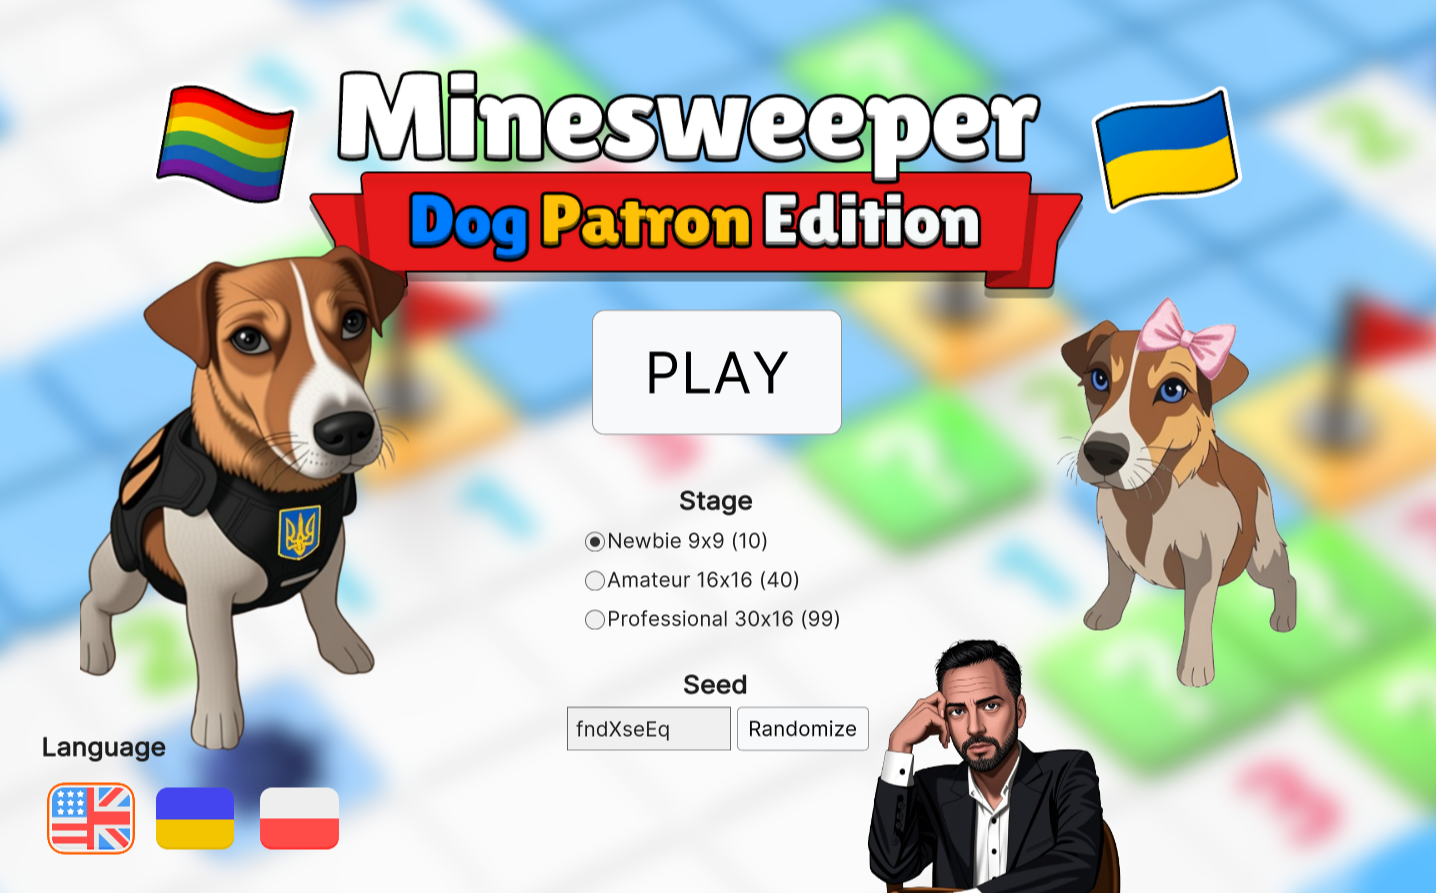 Minesweeper
Dog Patron Edition
PLAY
Stage
Newbie 9x9 (10)
Amateur 16x16 (40)
Professional 30x16 (99)
Seed
fndXseEq Randomize
Language